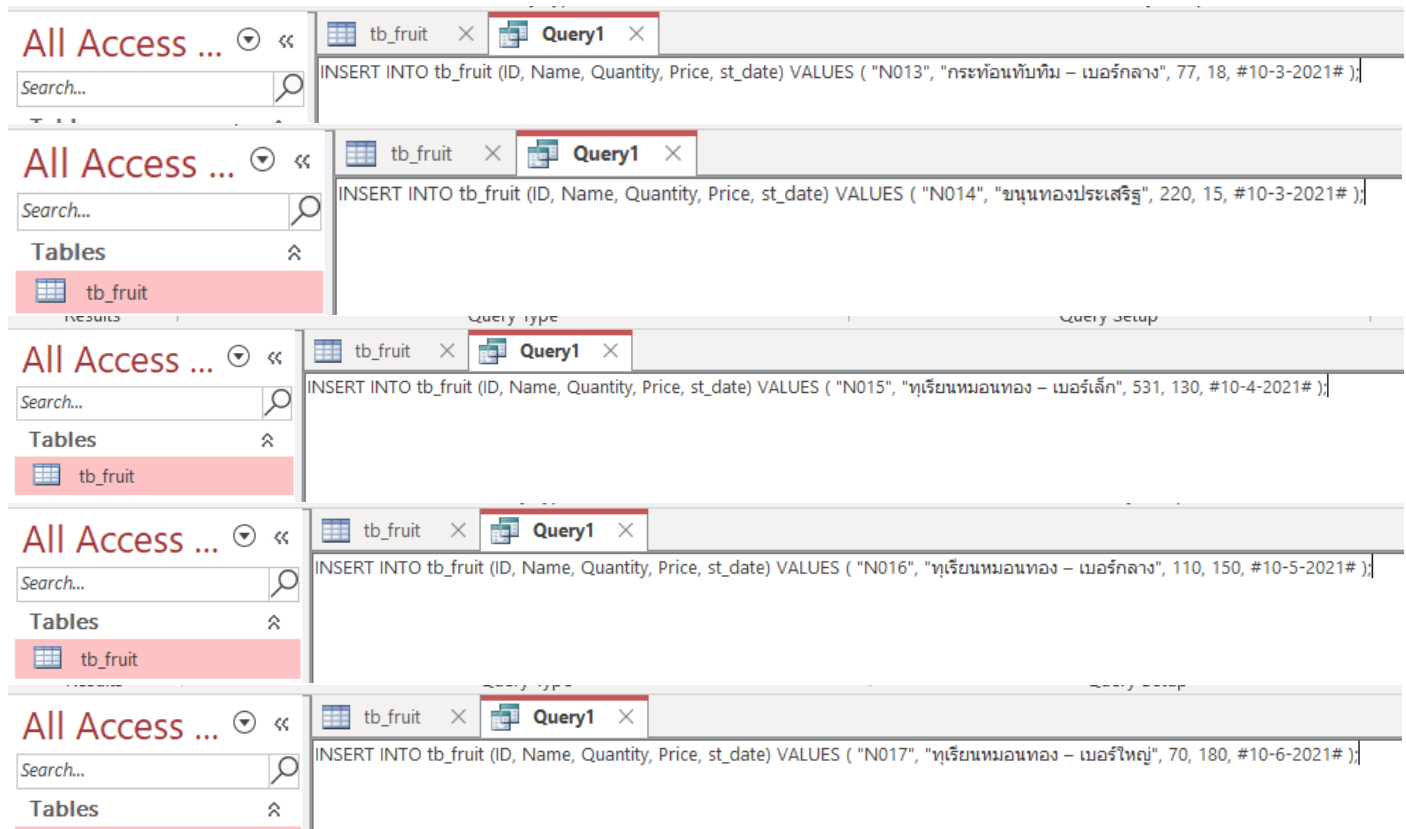 All Access ... «
tb_fruit × Query1 ×
INSERT INTO tb_fruit (ID, Name, Quantity, Price, st_date) VALUES ( "N013", "กระท้อนทับทิม – เบอร์กลาง", 77, 18, #10-3-2021# );
Search...
All Access ... «
tb_fruit × Query1 ×
INSERT INTO tb_fruit (ID, Name, Quantity, Price, st_date) VALUES ( "N014", "ขนุนทองประเสริฐ", 220, 15, #10-3-2021# );
Search...
Tables
tb_fruit
Results Query Type Query Setup
All Access ... «
tb_fruit × Query1 ×
INSERT INTO tb_fruit (ID, Name, Quantity, Price, st_date) VALUES ( "N015", "ทุเรียนหมอนทอง – เบอร์เล็ก", 531, 130, #10-4-2021# );
Search...
Tables
tb_fruit
All Access ... «
tb_fruit × Query1 ×
INSERT INTO tb_fruit (ID, Name, Quantity, Price, st_date) VALUES ( "N016", "ทุเรียนหมอนทอง – เบอร์กลาง", 110, 150, #10-5-2021# );
Search...
Tables
tb_fruit
All Access ... «
tb_fruit × Query1 ×
INSERT INTO tb_fruit (ID, Name, Quantity, Price, st_date) VALUES ( "N017", "ทุเรียนหมอนทอง – เบอร์ใหญ่", 70, 180, #10-6-2021# );
Search...
Tables